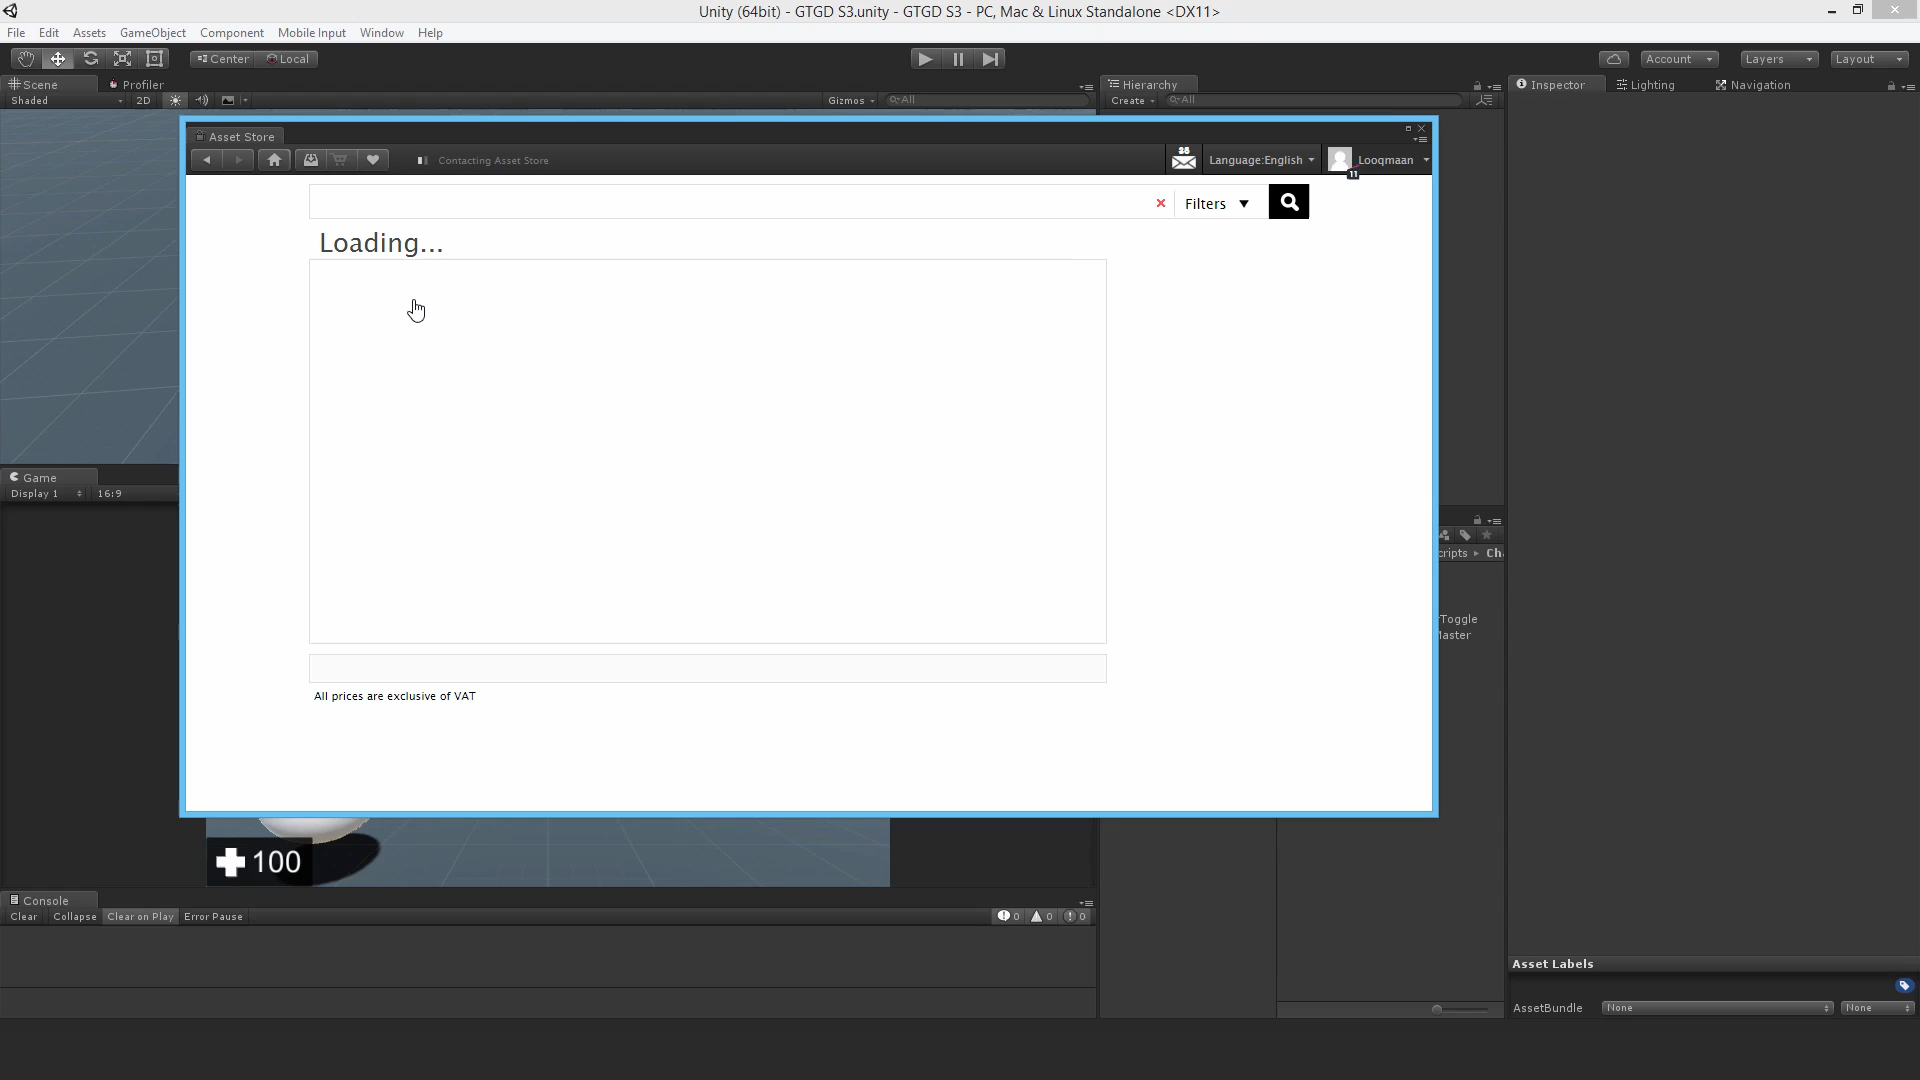 Unity (64bit) - GTGD S3.unity - GTGD S3 - PC, Mac & Linux Standalone <DX11>
File Edit Assets GameObject Component Mobile Input Window Help
Center Local
Account Layers Layout
Scene Profiler
Shaded 2D Gizmos All
Hierarchy
Create All
Inspector Lighting Navigation
Asset Store
Contacting Asset Store
Language:English Looqmaan
11
Filters
Loading...
All prices are exclusive of VAT
Game
Display 1 16:9
cripts Ch
Toggle
laster
100
Console
Clear Collapse Clear on Play Error Pause
0 0 0
Asset Labels
AssetBundle None None